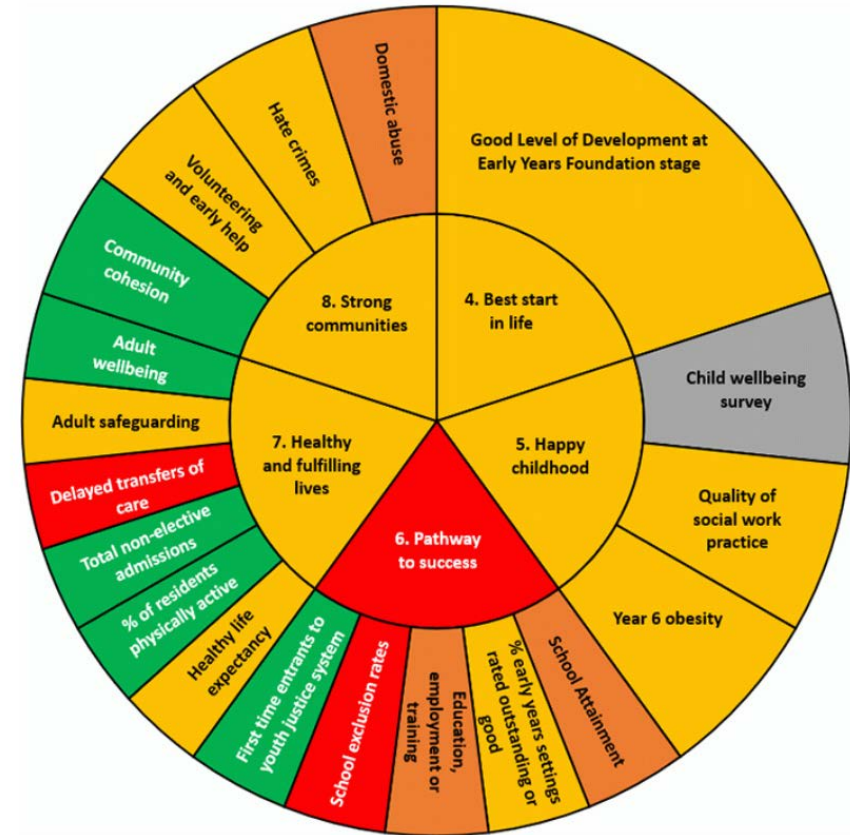 Good Level of Development at
Early Years Foundation stage
Child wellbeing
survey
Quality of
social work
practice
Year 6 obesity
School Attainment
% early years settings
rated outstanding or
good
Education,
employment or
training
School exclusion rates
First time entrants to
youth justice system
Healthy life
expectancy
% of residents
physically active
Total non-elective
admissions
Delayed transfers of
care
Adult safeguarding
Adult
wellbeing
Community
cohesion
Volunteering
and early help
Hate crimes
Domestic abuse
4. Best start
in life
5. Happy
childhood
6. Pathway
to success
7. Healthy
and fulfilling
lives
8. Strong
communities